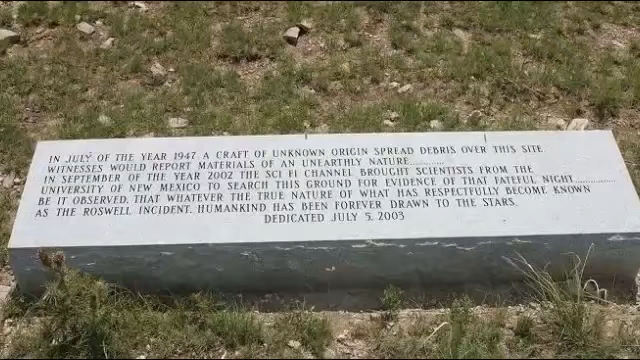 IN JULY OF THE YEAR 1947 A CRAFT OF UNKNOWN ORIGIN SPREAD DEBRIS OVER THIS SITE
WITNESSES WOULD REPORT MATERIALS OF AN UNEARTHLY NATURE............
IN SEPTEMBER OF THE YEAR 2002 THE SCI FI CHANNEL BROUGHT SCIENTISTS FROM THE
UNIVERSITY OF NEW MEXICO TO SEARCH THIS GROUND FOR EVIDENCE OF THAT FATEFUL NIGHT..............
BE IT OBSERVED, THAT WHATEVER THE TRUE NATURE OF WHAT HAS RESPECTFULLY BECOME KNOWN
AS THE ROSWELL INCIDENT, HUMANKIND HAS BEEN FOREVER DRAWN TO THE STARS.
DEDICATED JULY 5, 2003